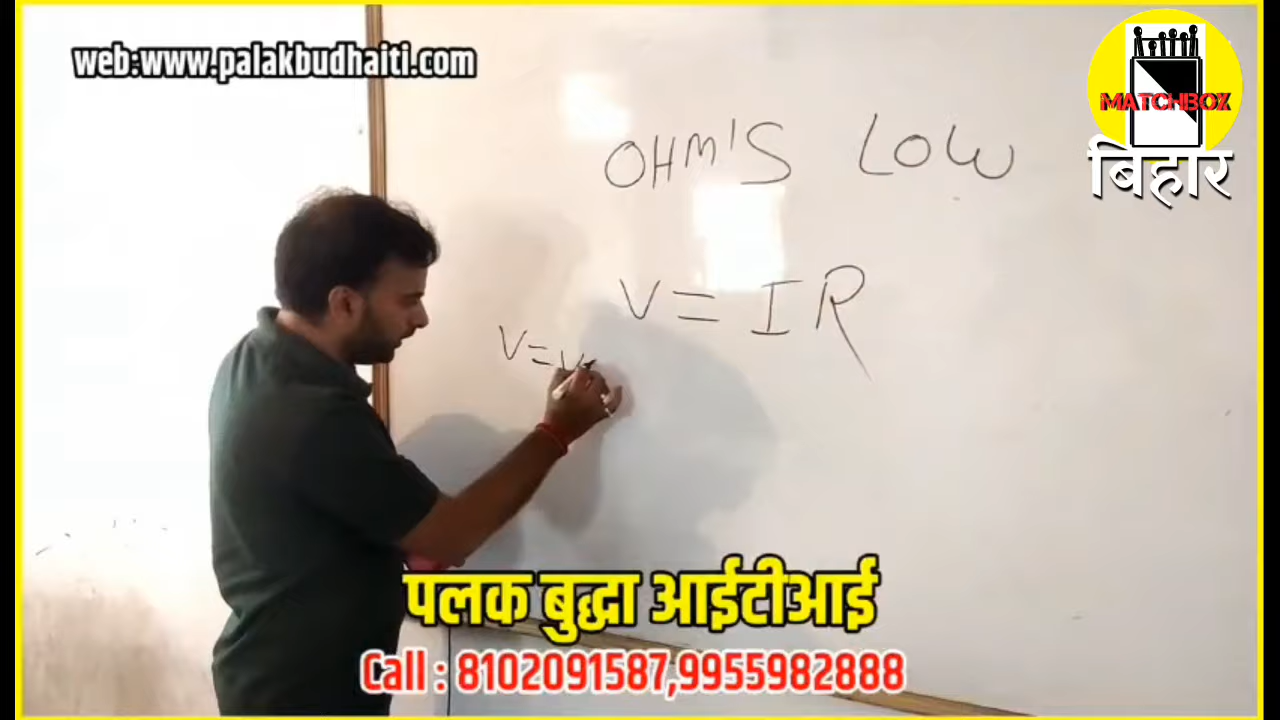 web:www.palakbudhaiti.com
MATCHBOX
बिहार
OHM'S LOW
V = IR
V = V
पलक बुद्धा आईटीआई
Call : 8102091587,9955982888